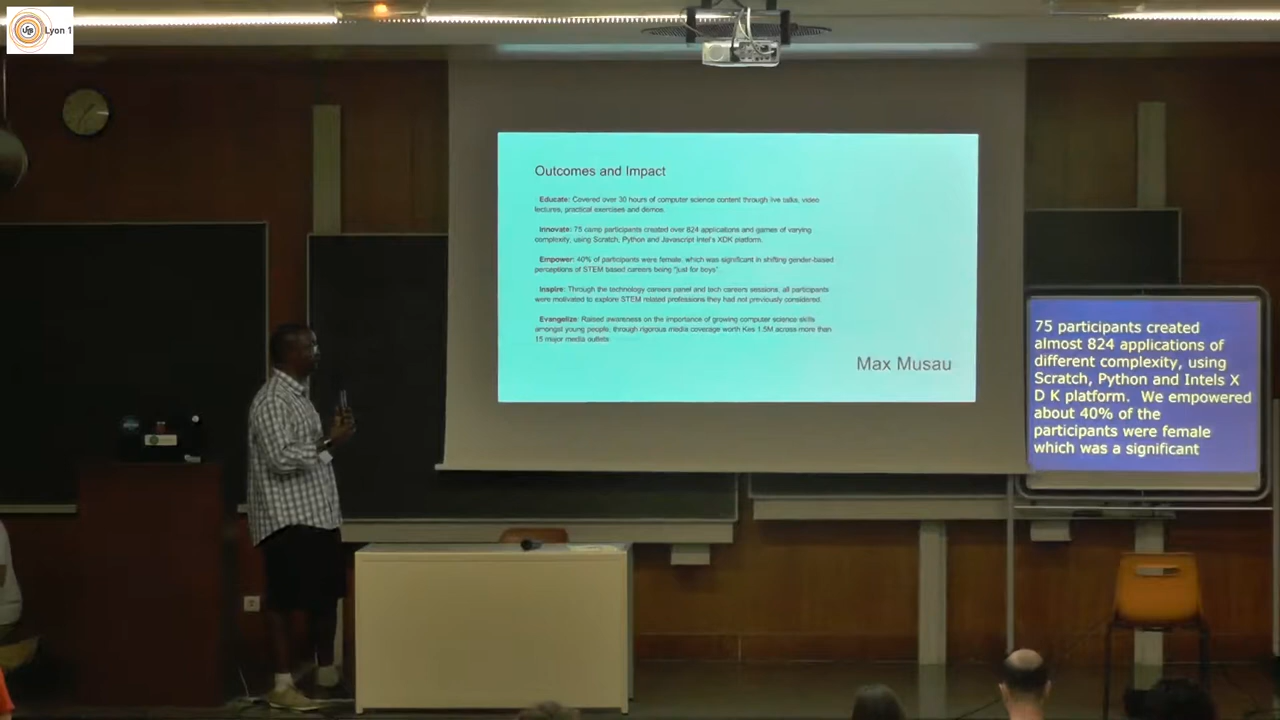 Lyon 1
Outcomes and Impact
Educate: Covered over 30 hours of computer science content through live talks, video
lectures, practical exercises and demos.
Innovate: 75 camp participants created over 824 applications and games of varying
complexity, using Scratch, Python and Javascript Intel's XDK platform.
Empower: 40% of participants were female, which was significant in shifting gender-based
perceptions of STEM based careers being "just for boys".
Inspire: Through the technology careers panel and tech careers sessions, all participants
were motivated to explore STEM related professions they had not previously considered.
Evangelize: Raised awareness on the importance of growing computer science skills
amongst young people, through rigorous media coverage worth Kes 1.5M across more than
15 major media outlets.
Max Musau
75 participants created
almost 824 applications of
different complexity, using
Scratch, Python and Intels X
D K platform. We empowered
about 40% of the
participants were female
which was a significant